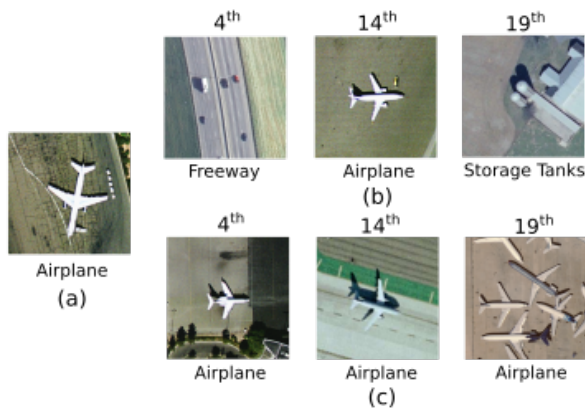 4th 14th 19th
Freeway Airplane Storage Tanks
(b)
Airplane
(a)
4th 14th 19th
Airplane Airplane Airplane
(c)